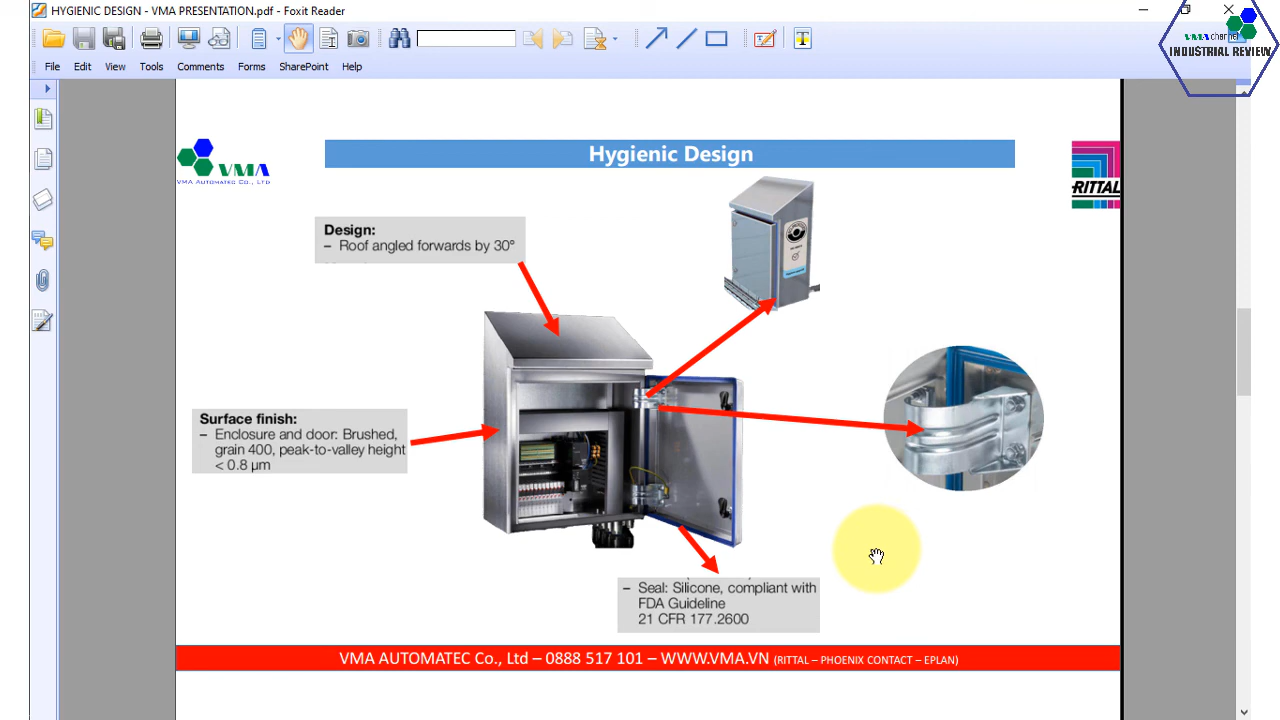 HYGIENIC DESIGN - VMA PRESENTATION.pdf - Foxit Reader
VMA channel
INDUSTRIAL REVIEW
File Edit View Tools Comments Forms SharePoint Help
Hygienic Design
VMA
VMA AUTOMATEC CO., LTD
RITTAL
Design:
– Roof angled forwards by 30°
Surface finish:
– Enclosure and door: Brushed,
grain 400, peak-to-valley height
< 0.8 µm
– Seal: Silicone, compliant with
FDA Guideline
21 CFR 177.2600
VMA AUTOMATEC Co., Ltd – 0888 517 101 – WWW.VMA.VN (RITTAL – PHOENIX CONTACT – EPLAN)